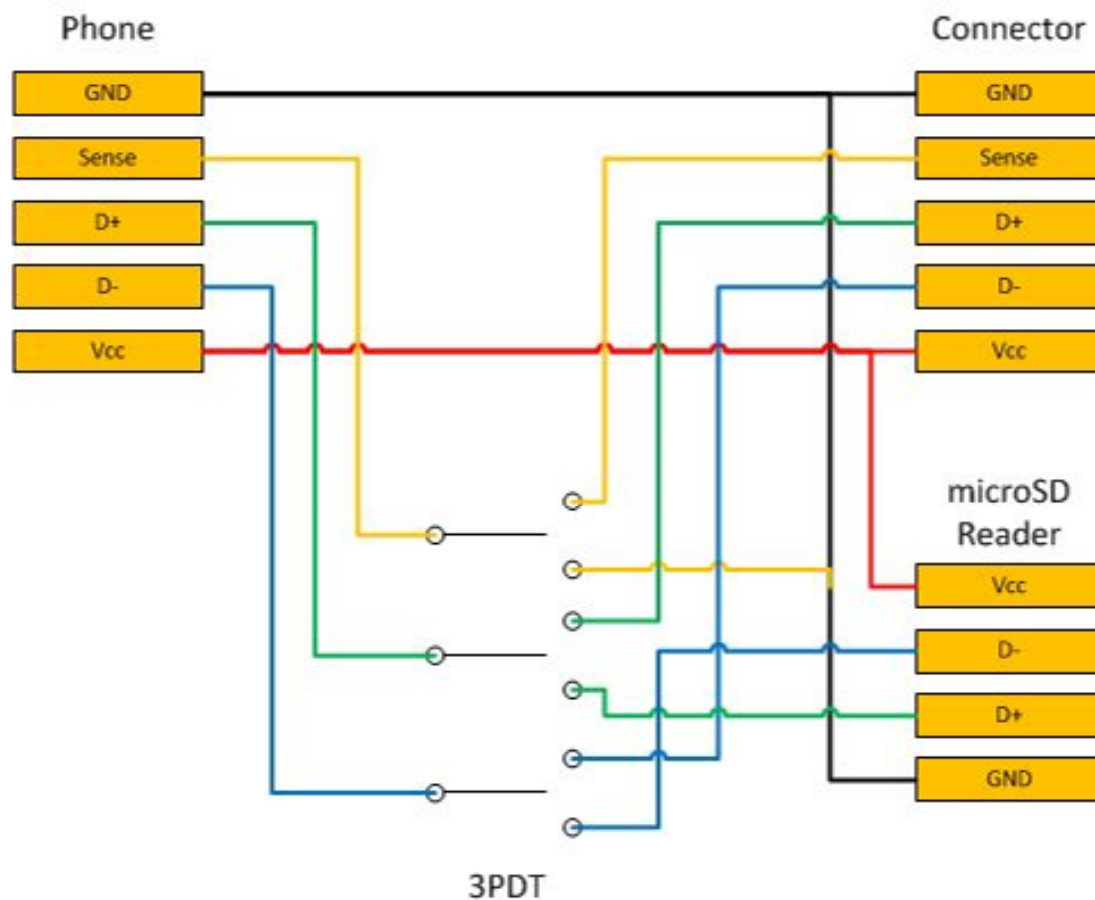 Phone
GND
Sense
D+
D-
Vcc
Connector
GND
Sense
D+
D-
Vcc
microSD
Reader
Vcc
D-
D+
GND
3PDT